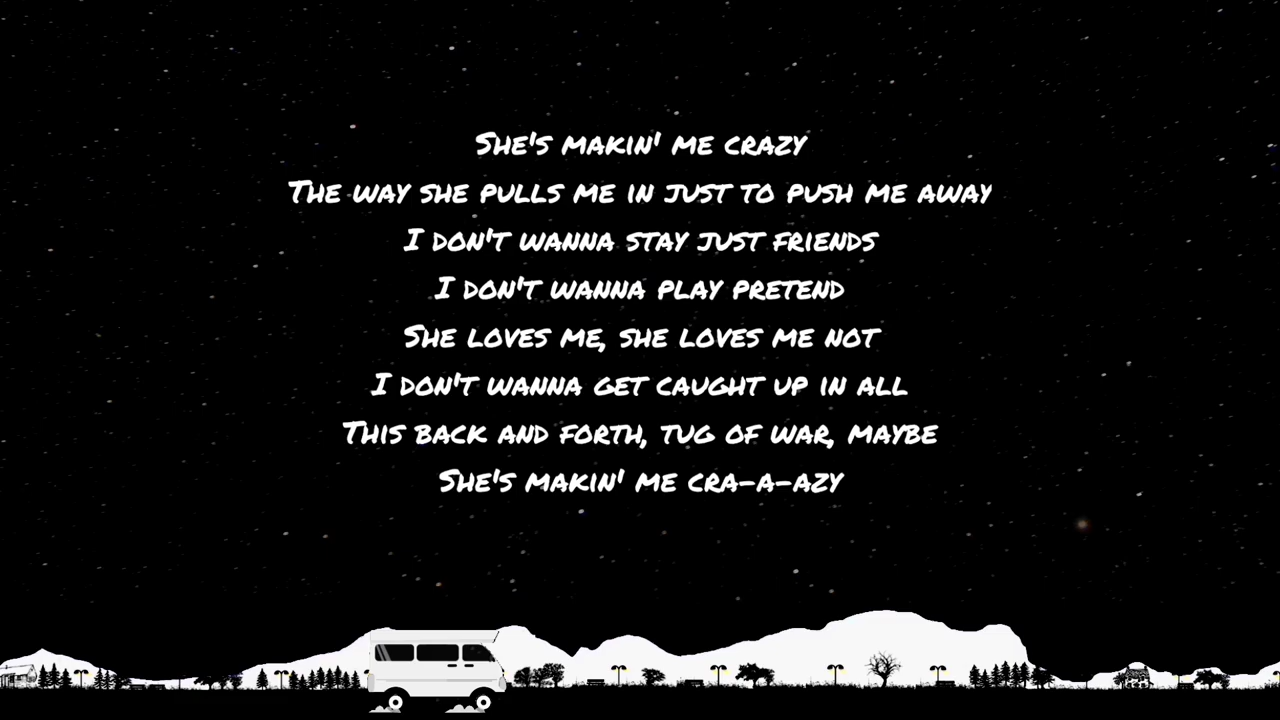 She's makin' me crazy
The way she pulls me in just to push me away
I don't wanna stay just friends
I don't wanna play pretend
She loves me, she loves me not
I don't wanna get caught up in all
This back and forth, tug of war, maybe
She's makin' me cra-a-azy